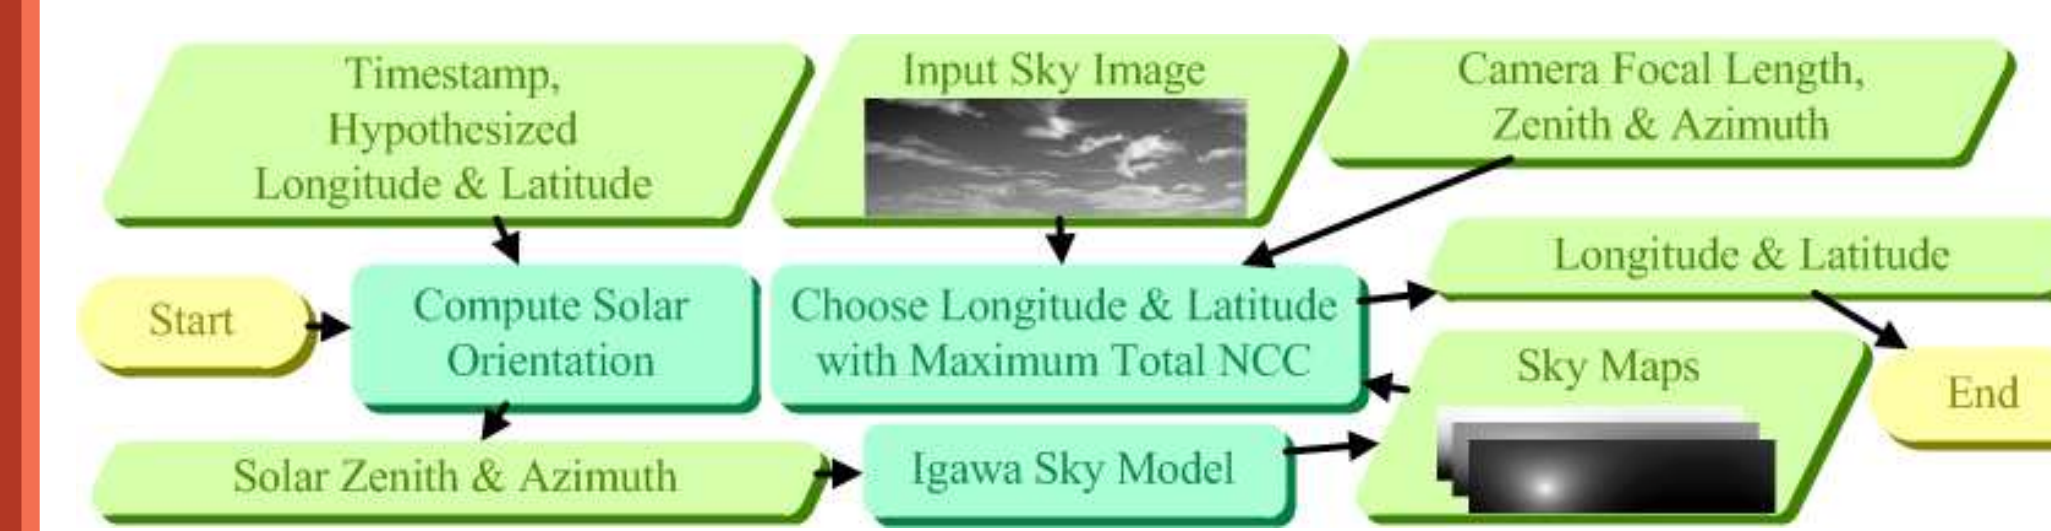 Timestamp,
Hypothesized
Longitude & Latitude
Input Sky Image
Camera Focal Length,
Zenith & Azimuth
Start
Compute Solar
Orientation
Choose Longitude & Latitude
with Maximum Total NCC
Longitude & Latitude
Sky Maps
End
Solar Zenith & Azimuth
Igawa Sky Model